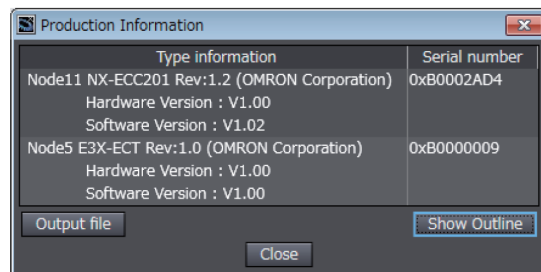 Production Information
Type information Serial number
Node11 NX-ECC201 Rev:1.2 (OMRON Corporation) 0xB0002AD4
Hardware Version : V1.00
Software Version : V1.02
Node5 E3X-ECT Rev:1.0 (OMRON Corporation) 0xB0000009
Hardware Version : V1.00
Software Version : V1.00
Output file Show Outline
Close